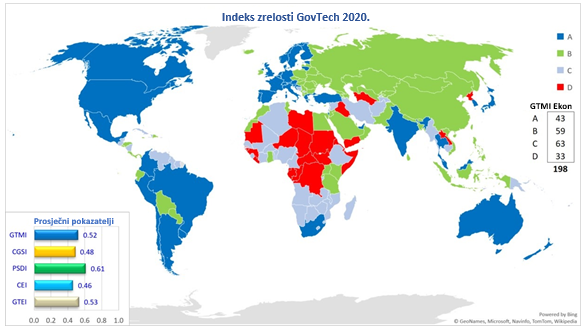 Indeks zrelosti GovTech 2020.
A
B
C
D
GTMI Ekon
A 43
B 59
C 63
D 33
198
Prosječni pokazatelji
GTMI 0.52
CGSI 0.48
PSDI 0.61
CEI 0.46
GTEI 0.53
0.0 0.2 0.4 0.6 0.8 1.0
Powered by Bing
© GeoNames, Microsoft, Navinfo, TomTom, Wikipedia